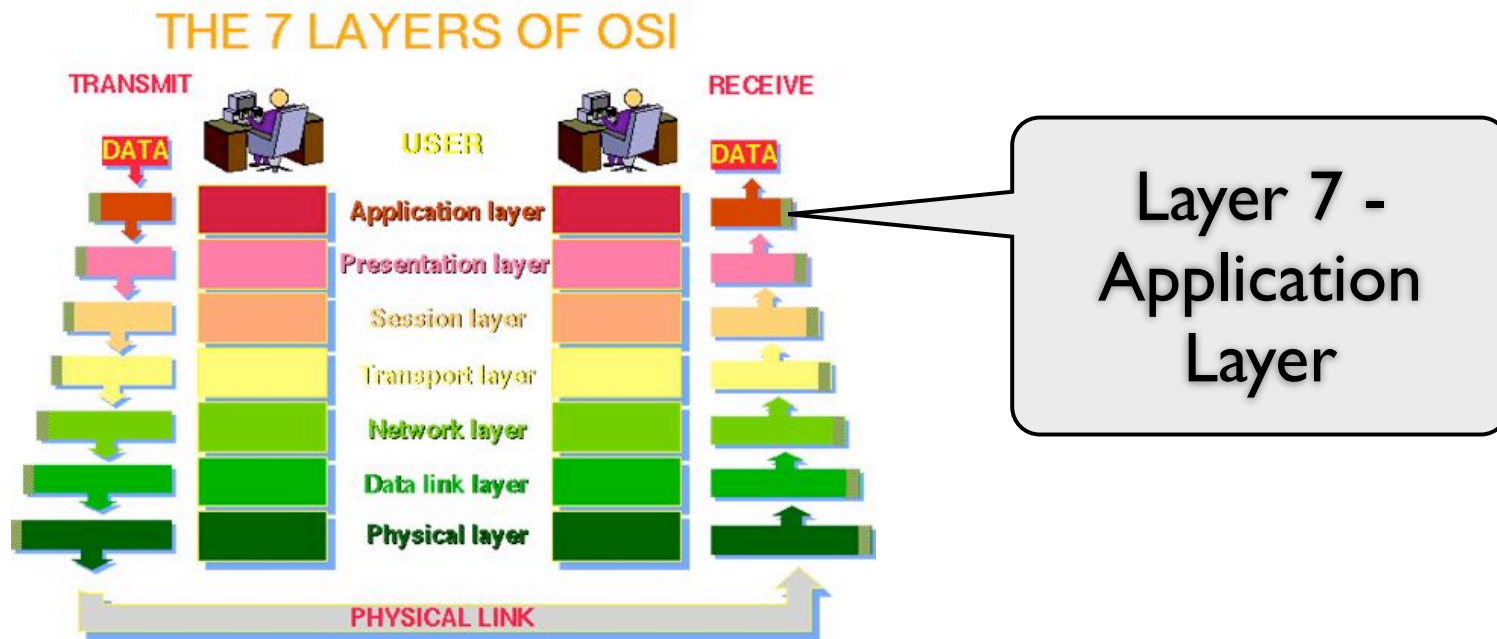 THE 7 LAYERS OF OSI
TRANSMIT
RECEIVE
USER
DATA
DATA
Application layer
Presentation layer
Session layer
Transport layer
Network layer
Data link layer
Physical layer
PHYSICAL LINK
Layer 7 -
Application
Layer